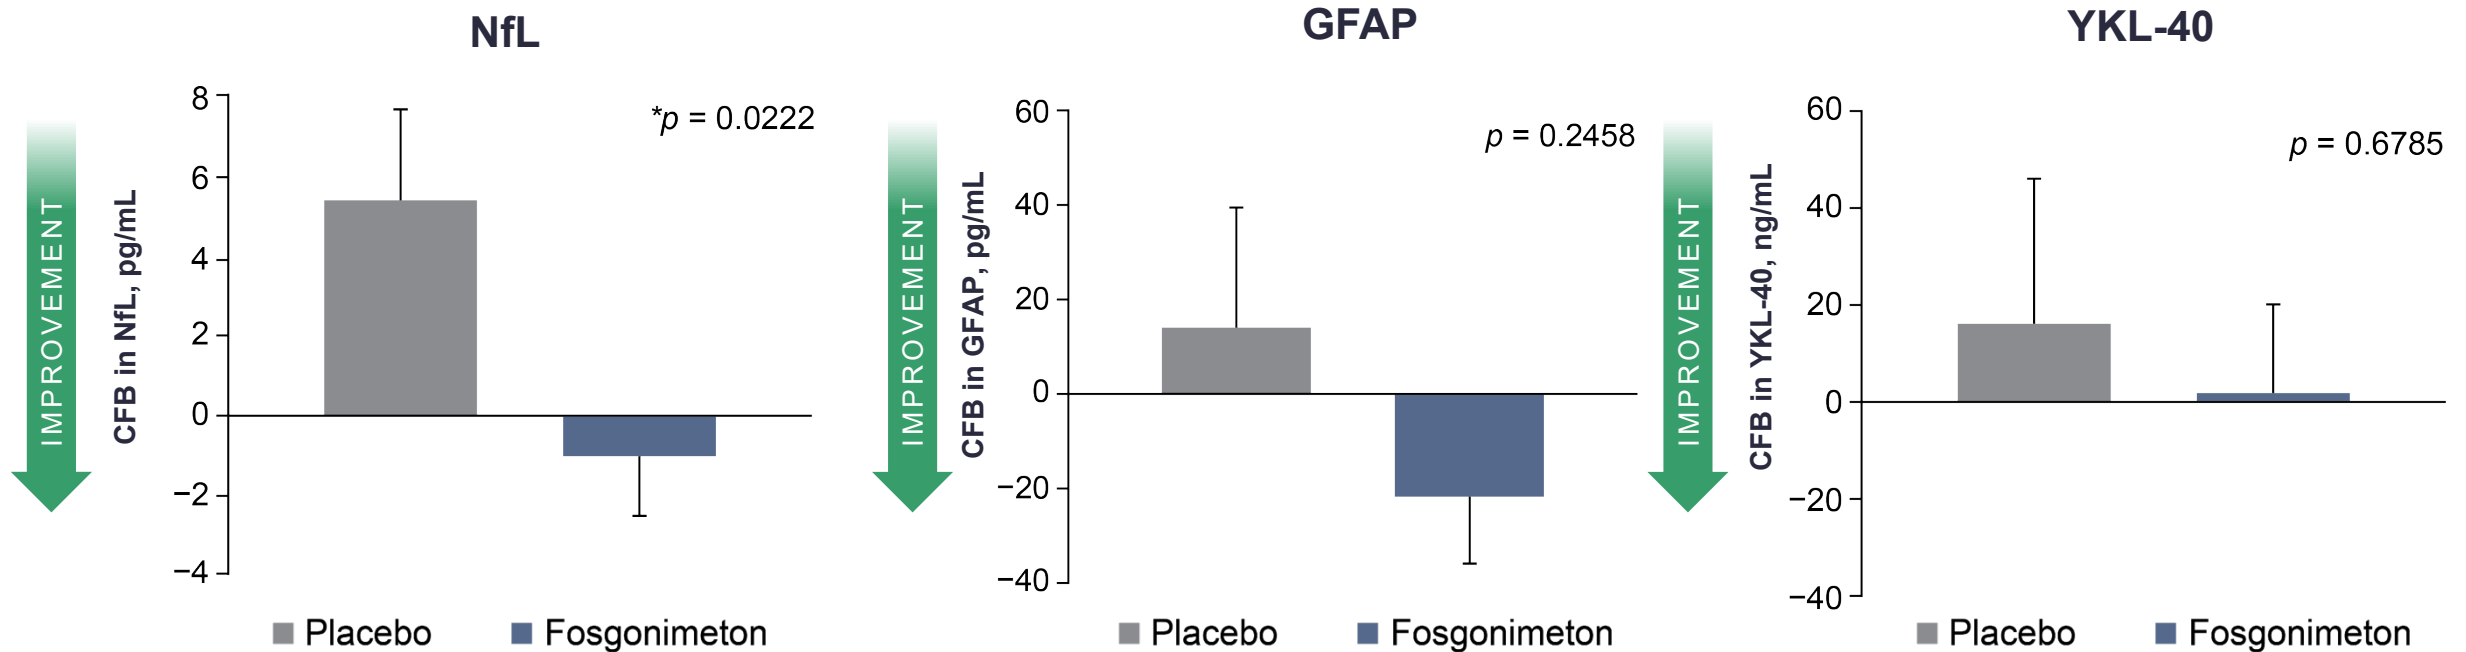 NfL
IMPROVEMENT
CFB in NfL, pg/mL
8
6
4
2
0
−2
−4
*p = 0.0222
Placebo
Fosgonimeton
GFAP
IMPROVEMENT
CFB in GFAP, pg/mL
60
40
20
0
−20
−40
p = 0.2458
Placebo
Fosgonimeton
YKL-40
IMPROVEMENT
CFB in YKL-40, ng/mL
60
40
20
0
−20
−40
p = 0.6785
Placebo
Fosgonimeton